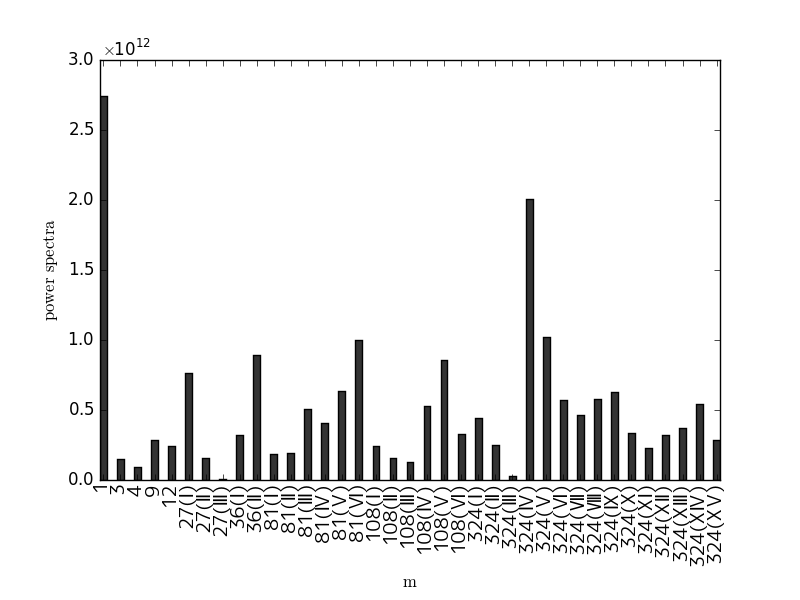 ×10¹²
3.0
2.5
2.0
1.5
1.0
0.5
0.0
power spectra
1
3
4
9
12
27(I)
27(II)
27(III)
36(I)
36(II)
81(I)
81(II)
81(III)
81(IV)
81(V)
81(VI)
108(I)
108(II)
108(III)
108(IV)
108(V)
108(VI)
324(I)
324(II)
324(III)
324(IV)
324(V)
324(VI)
324(VII)
324(VIII)
324(IX)
324(X)
324(XI)
324(XII)
324(XIII)
324(XIV)
324(XV)
m